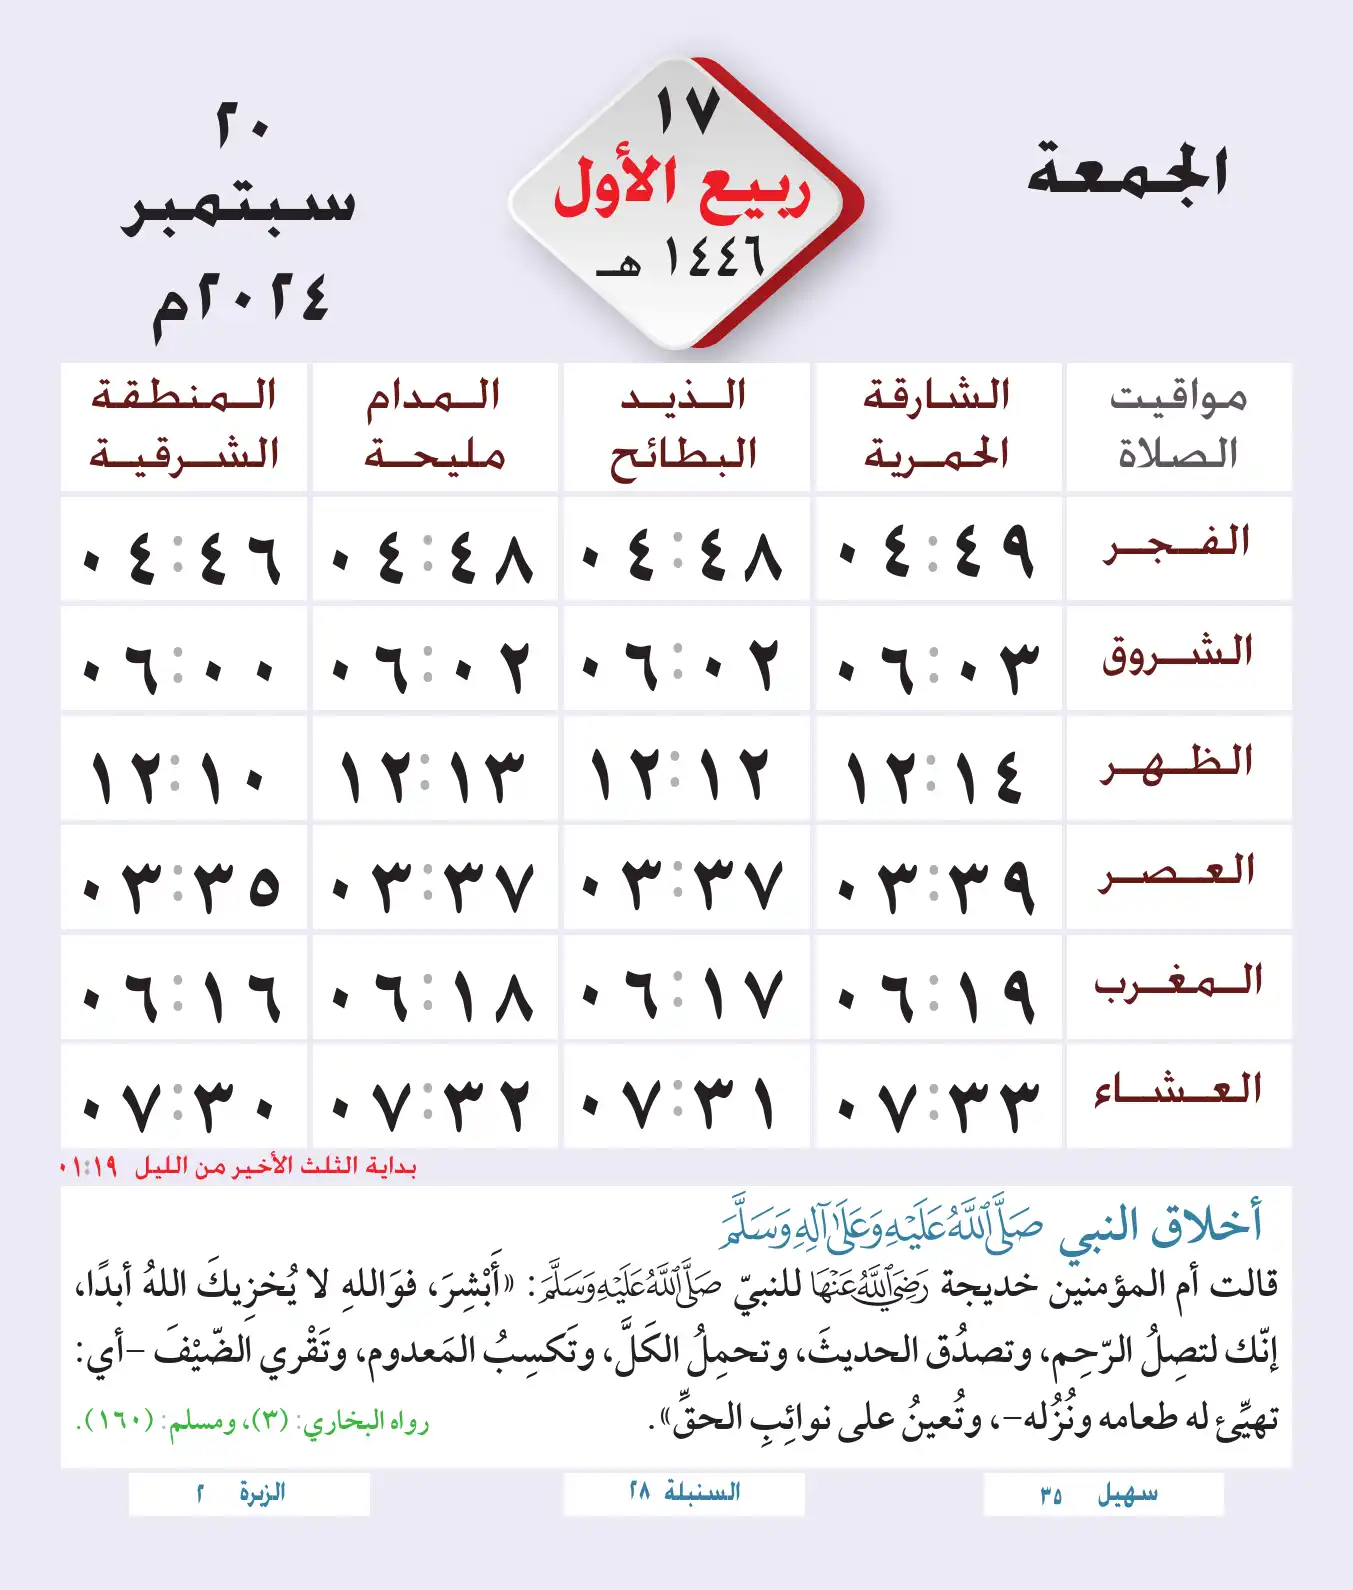 الجمعة
١٧
ربيع الأول
١٤٤٦ هـ
٢٠
سبتمبر
٢٠٢٤م
مواقيت الصلاة | الشارقة الحمرية | الذيد البطائح | المدام مليحة | المنطقة الشرقية
الفجر ٠٤:٤٩ ٠٤:٤٨ ٠٤:٤٨ ٠٤:٤٦
الشروق ٠٦:٠٣ ٠٦:٠٢ ٠٦:٠٢ ٠٦:٠٠
الظهر ١٢:١٤ ١٢:١٢ ١٢:١٣ ١٢:١٠
العصر ٠٣:٣٩ ٠٣:٣٧ ٠٣:٣٧ ٠٣:٣٥
المغرب ٠٦:١٩ ٠٦:١٧ ٠٦:١٨ ٠٦:١٦
العشاء ٠٧:٣٣ ٠٧:٣١ ٠٧:٣٢ ٠٧:٣٠
بداية الثلث الأخير من الليل ٠١:١٩
أخلاق النبي صَلَّى اللَّهُ عَلَيْهِ وَعَلَىٰ آلِهِ وَسَلَّمَ
قالت أم المؤمنين خديجة رَضِيَ اللَّهُ عَنْهَا للنبيّ صَلَّى اللَّهُ عَلَيْهِ وَسَلَّمَ: «أَبْشِرَ، فوَاللهِ لا يُخزِيكَ اللهُ أبدًا،
إنّك لتصِلُ الرّحِم، وتصدُق الحديثَ، وتحمِلُ الكَلَّ، وتَكسِبُ المَعدوم، وتَقْري الضّيْفَ –أي:
تهيِّئ له طعامه ونُزُله–، وتُعينُ على نوائِبِ الحقِّ». رواه البخاري: (٣)، ومسلم: (١٦٠).
سهيل ٣٥ السنبلة ٢٨ الزبرة ٢